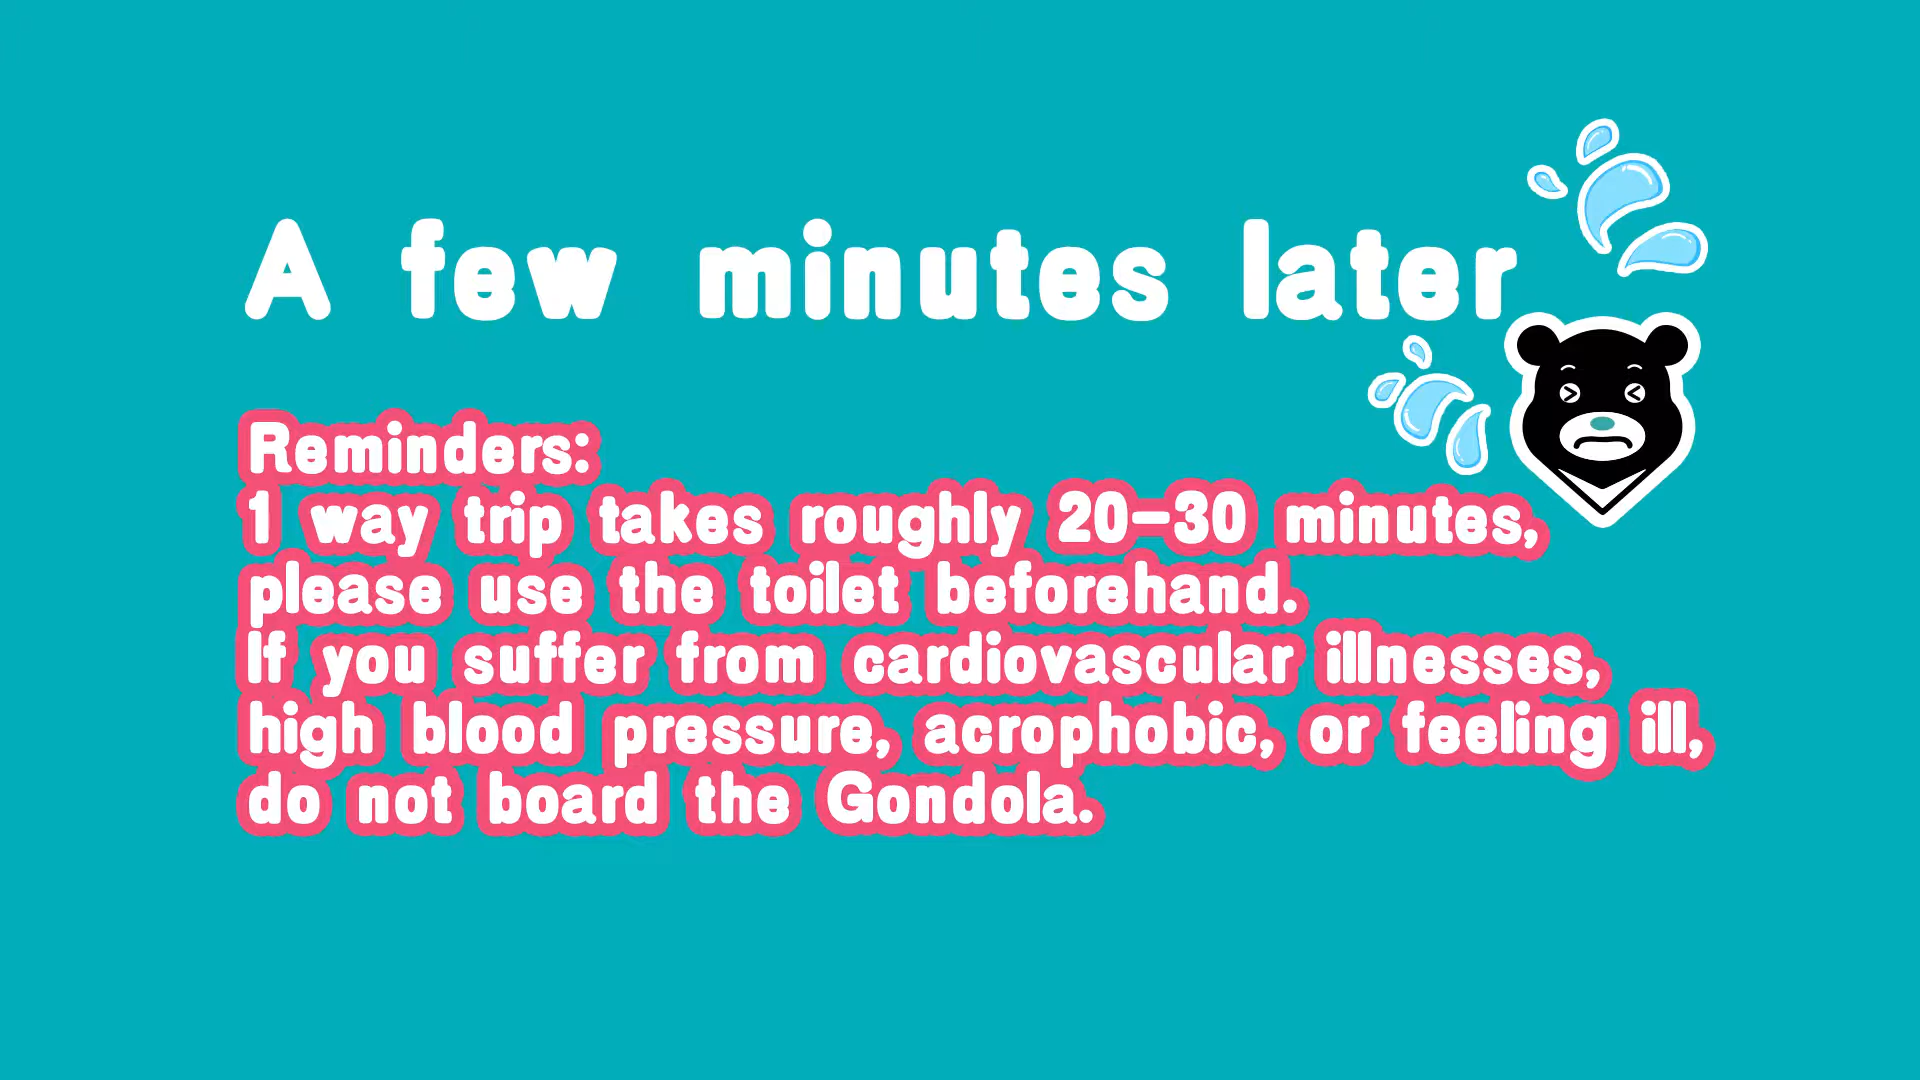 A few minutes later
Reminders:
1 way trip takes roughly 20-30 minutes,
please use the toilet beforehand.
If you suffer from cardiovascular illnesses,
high blood pressure, acrophobic, or feeling ill,
do not board the Gondola.